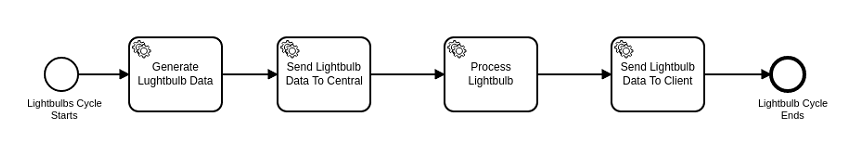 Lightbulbs Cycle
Starts
Generate
Lughtbulb Data
Send Lightbulb
Data To Central
Process
Lightbulb
Send Lightbulb
Data To Client
Lightbulb Cycle
Ends